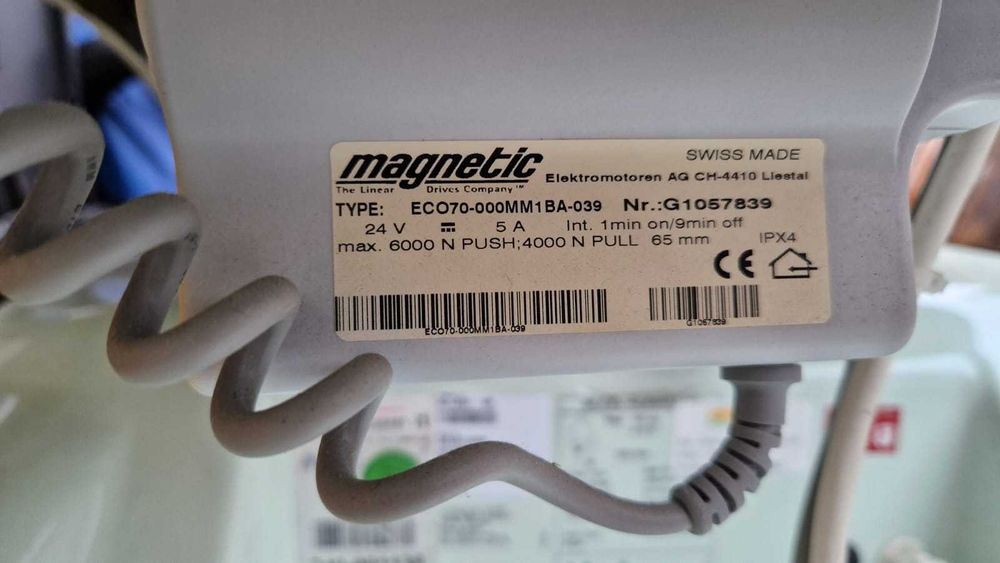 magnetic
The Linear Drives Company™
SWISS MADE
Elektromotoren AG CH-4410 Liestal
TYPE: ECO70-000MM1BA-039 Nr.:G1057839
24 V ⎓ 5 A Int. 1min on/9min off
max. 6000 N PUSH;4000 N PULL 65 mm IPX4
CE
ECO70-000MM1BA-039
G1057839